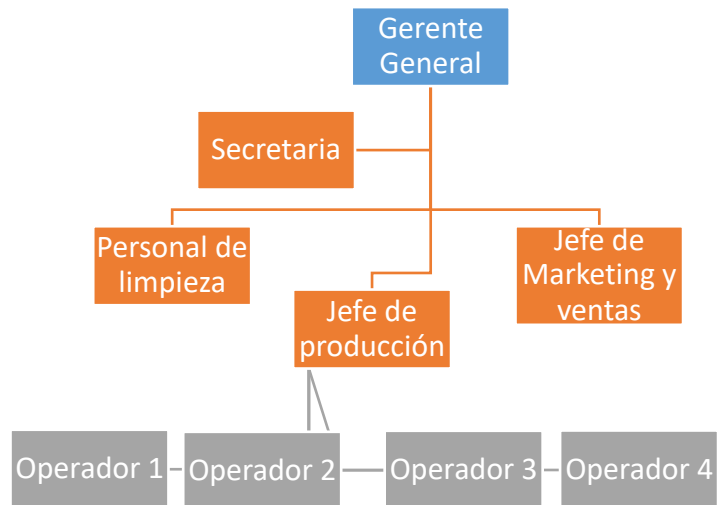 Gerente
General
Secretaria
Personal de
limpieza
Jefe de
Marketing y
ventas
Jefe de
producción
Operador 1
Operador 2
Operador 3
Operador 4